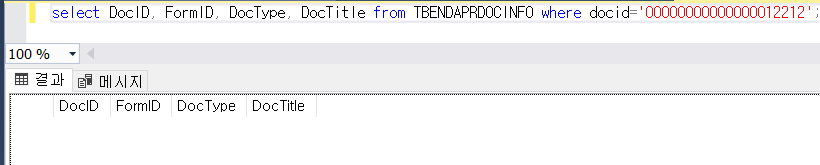 select DocID, FormID, DocType, DocTitle from TBENDAPRDOCINFO where docid='00000000000000012212';
100 %
결과 메시지
DocID FormID DocType DocTitle